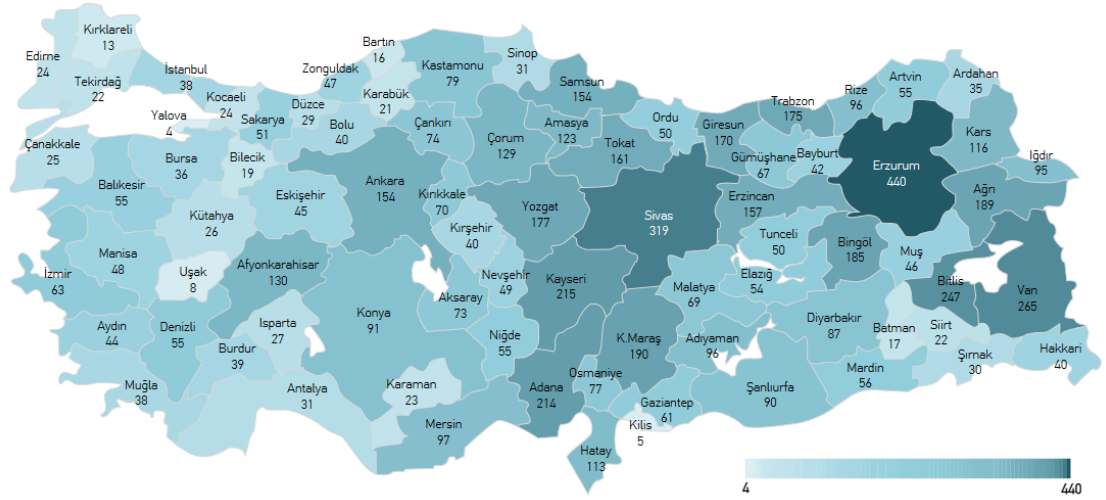 Kırklareli
13
Edirne
24
Tekirdağ
22
İstanbul
38
Kocaeli
24
Yalova
4
Sakarya
51
Düzce
29
Zonguldak
47
Bartın
16
Karabük
21
Bolu
40
Kastamonu
79
Sinop
31
Çankırı
74
Samsun
154
Amasya
123
Çorum
129
Tokat
161
Ordu
50
Giresun
170
Trabzon
175
Gümüşhane
67
Bayburt
42
Rize
96
Artvin
55
Ardahan
35
Kars
116
Iğdır
95
Erzurum
440
Ağrı
189
Çanakkale
25
Bursa
36
Bilecik
19
Balıkesir
55
Kütahya
26
Eskişehir
45
Ankara
154
Kırıkkale
70
Kırşehir
40
Yozgat
177
Sivas
319
Erzincan
157
Tunceli
50
Bingöl
185
Muş
46
Bitlis
247
Van
265
İzmir
63
Manisa
48
Uşak
8
Afyonkarahisar
130
Konya
91
Aksaray
73
Nevşehir
49
Kayseri
215
Malatya
69
Elazığ
54
Diyarbakır
87
Batman
17
Siirt
22
Şırnak
30
Hakkari
40
Aydın
44
Denizli
55
Isparta
27
Burdur
39
Niğde
55
K.Maraş
190
Adıyaman
96
Mardin
56
Şanlıurfa
90
Muğla
38
Antalya
31
Karaman
23
Mersin
97
Adana
214
Osmaniye
77
Gaziantep
61
Kilis
5
Hatay
113
4
440